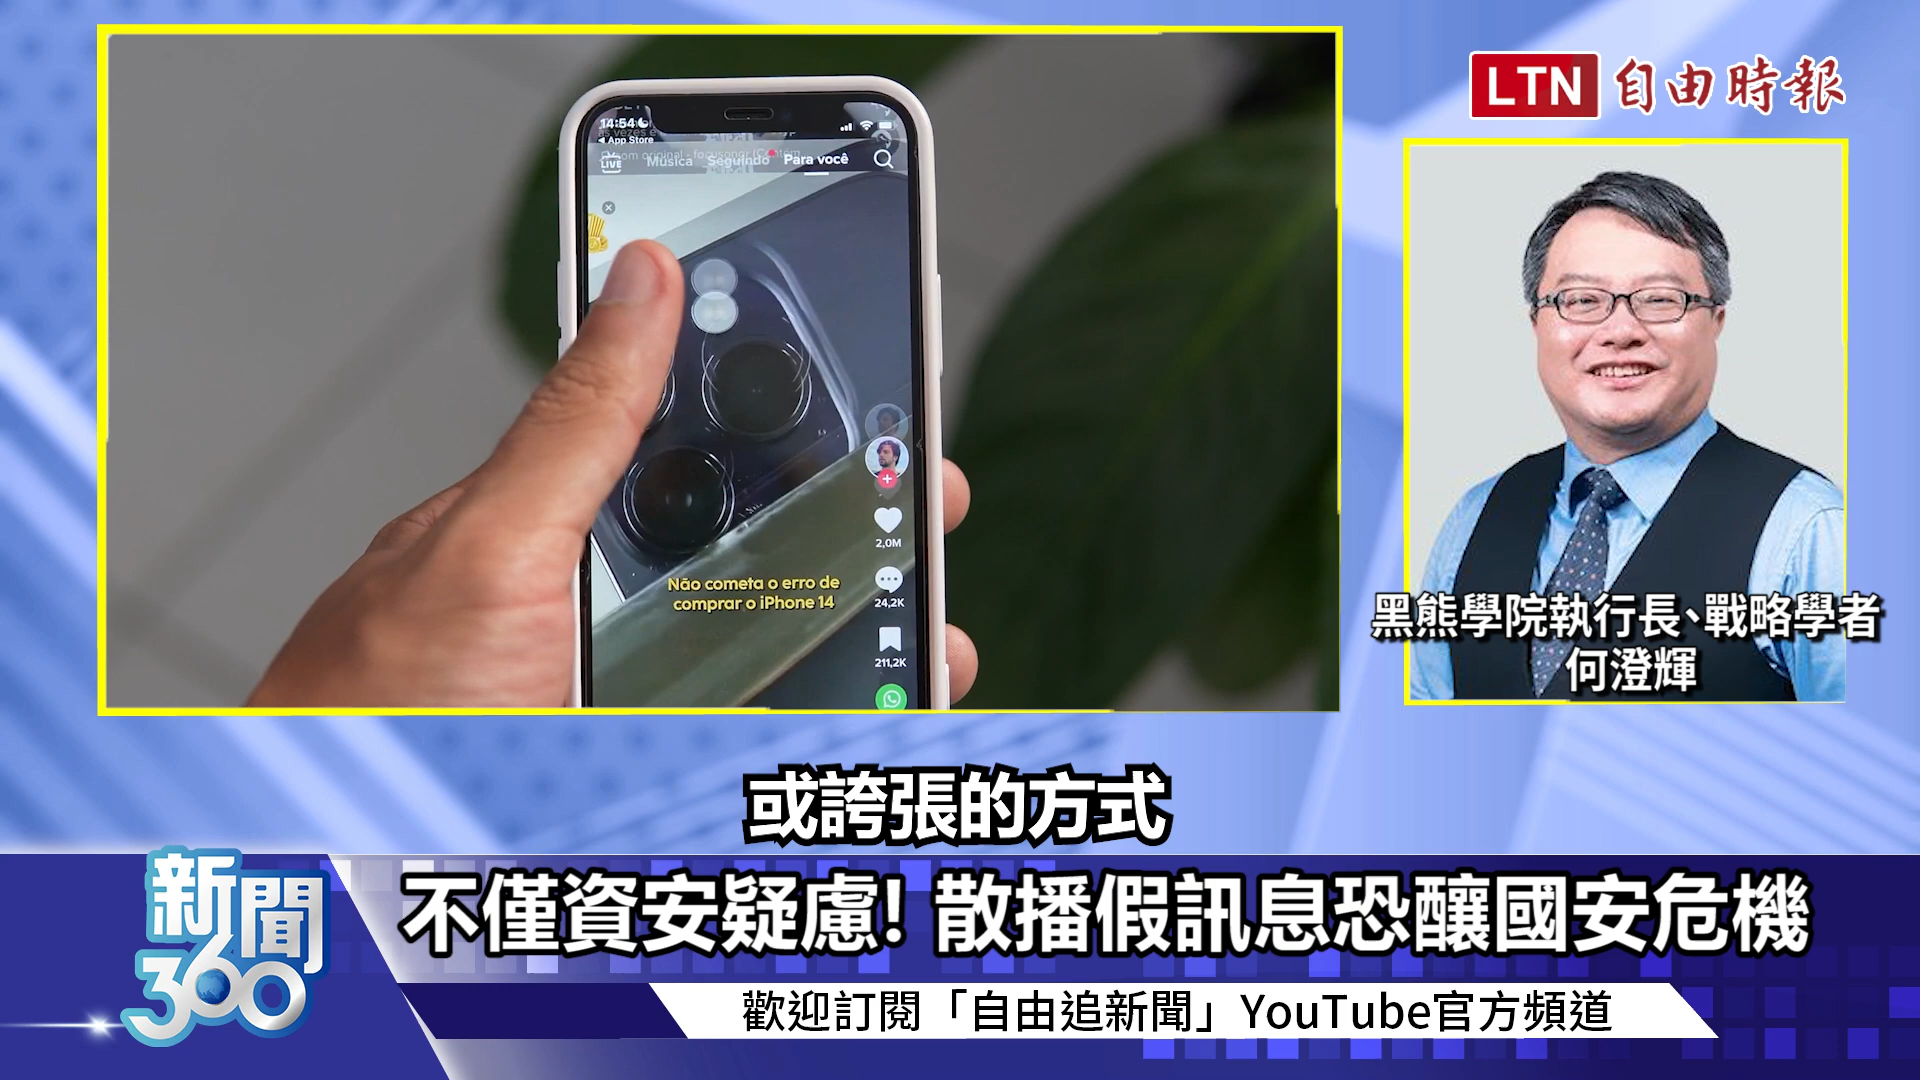 LTN 自由時報
14:54
App Store
LIVE
Música Seguindo Para você
2,0M
24,2K
211,2K
Não cometa o erro de
comprar o iPhone 14
黑熊學院執行長、戰略學者
何澄輝
或誇張的方式
新聞
360
不僅資安疑慮! 散播假訊息恐釀國安危機
歡迎訂閱「自由追新聞」YouTube官方頻道